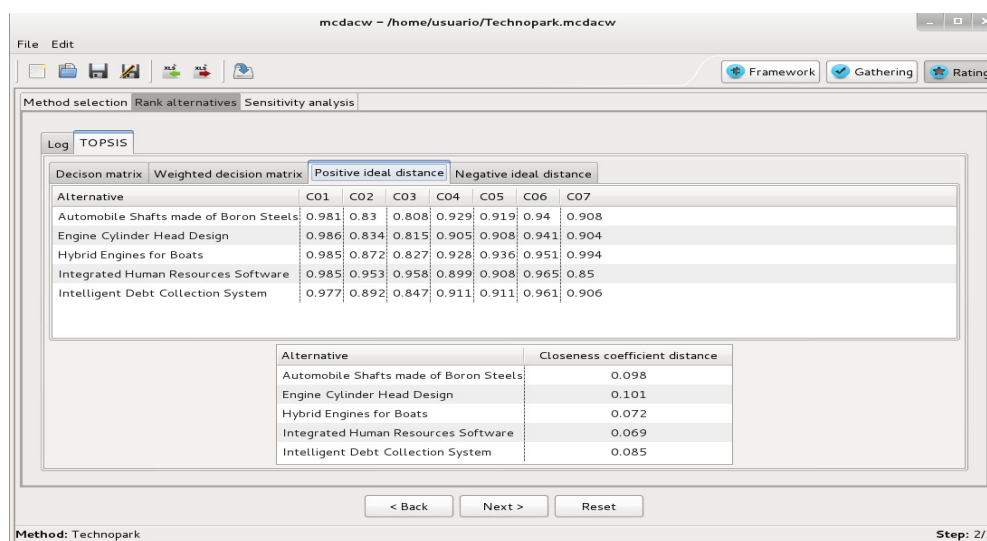 mcdacw – /home/usuario/Technopark.mcdacw
File Edit
XLS XLS Framework Gathering Rating
Method selection Rank alternatives Sensitivity analysis
Log TOPSIS
Decison matrix Weighted decision matrix Positive ideal distance Negative ideal distance
Alternative C01 C02 C03 C04 C05 C06 C07
Automobile Shafts made of Boron Steels 0.981 0.83 0.808 0.929 0.919 0.94 0.908
Engine Cylinder Head Design 0.986 0.834 0.815 0.905 0.908 0.941 0.904
Hybrid Engines for Boats 0.985 0.872 0.827 0.928 0.936 0.951 0.994
Integrated Human Resources Software 0.985 0.953 0.958 0.899 0.908 0.965 0.85
Intelligent Debt Collection System 0.977 0.892 0.847 0.911 0.911 0.961 0.906
Alternative Closeness coefficient distance
Automobile Shafts made of Boron Steels 0.098
Engine Cylinder Head Design 0.101
Hybrid Engines for Boats 0.072
Integrated Human Resources Software 0.069
Intelligent Debt Collection System 0.085
< Back Next > Reset
Method: Technopark Step: 2/